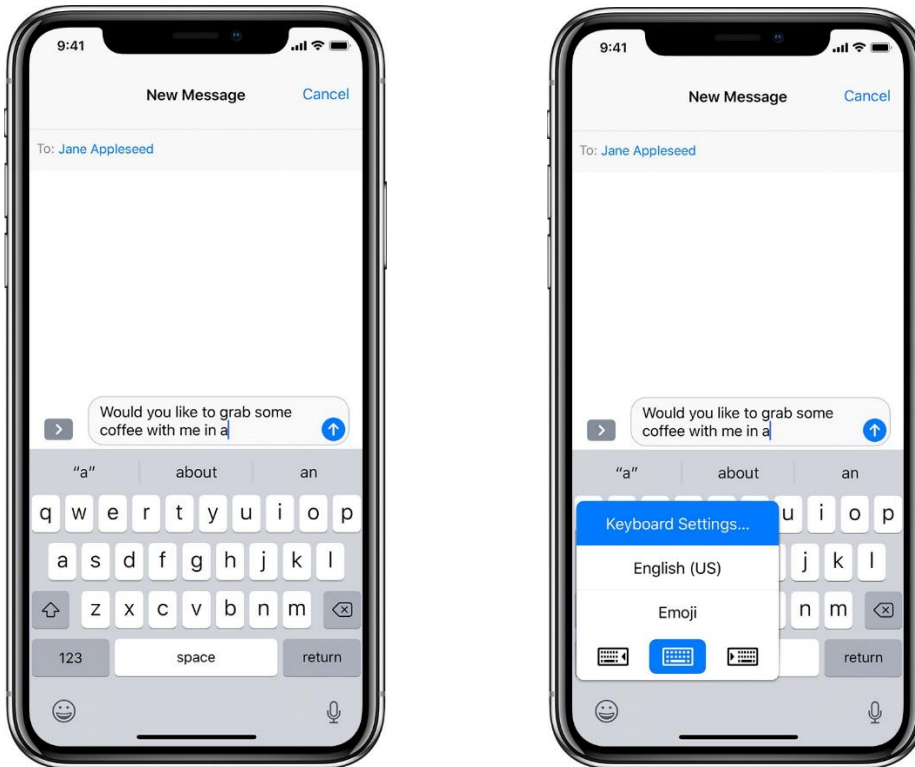 9:41
New Message Cancel
To: Jane Appleseed
Would you like to grab some
coffee with me in a
"a" about an
q w e r t y u i o p
a s d f g h j k l
z x c v b n m
123 space return
9:41
New Message Cancel
To: Jane Appleseed
Would you like to grab some
coffee with me in a
"a" about an
u i o p
Keyboard Settings...
j k l
English (US)
n m
Emoji
return